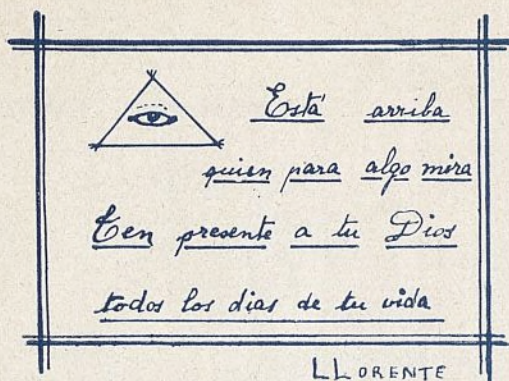 Está arriba
quien para algo mira
Ten presente a tu Dios
todos los dias de tu vida
LLORENTE